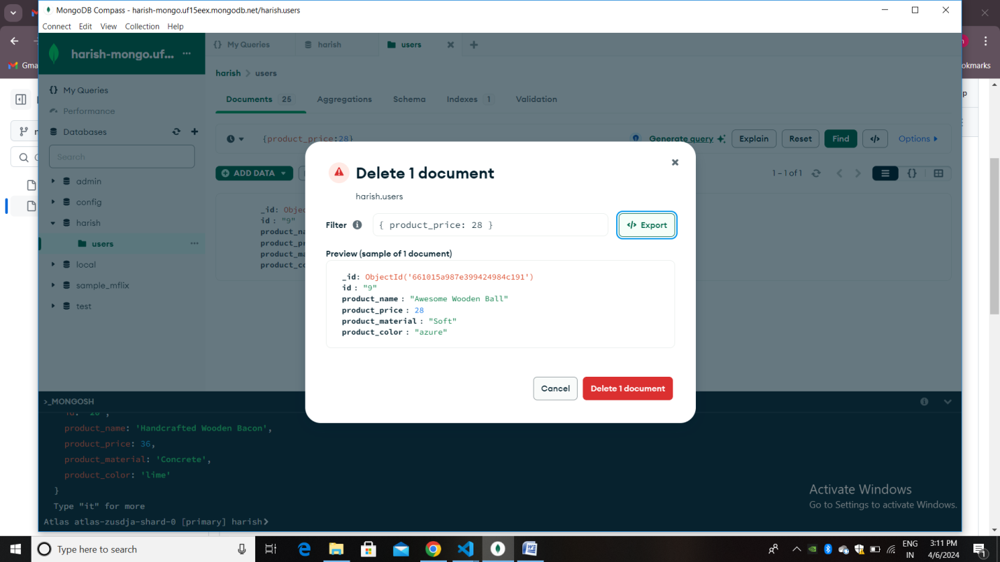 MongoDB Compass - harish-mongo.uf15eex.mongodb.net/harish.users
Connect Edit View Collection Help
harish-mongo.uf... ...
{} My Queries
harish
users
Gma
okmarks
harish > users
My Queries
Performance
Databases
Search
admin
config
harish
users
local
sample_mflix
test
Documents 25 Aggregations Schema Indexes 1 Validation
{product_price:28}
Generate query Explain Reset Find </> Options
ADD DATA
1 – 1 of 1
{}
_id: Objec
id: "9"
product_na
product_pr
product_ma
product_co
Delete 1 document
harish.users
Filter { product_price: 28 } </> Export
Preview (sample of 1 document)
_id: ObjectId('661015a987e399424984c191')
id : "9"
product_name : "Awesome Wooden Ball"
product_price : 28
product_material : "Soft"
product_color : "azure"
Cancel Delete 1 document
>_MONGOSH
product_name: 'Handcrafted Wooden Bacon',
product_price: 36,
product_material: 'Concrete',
product_color: 'lime'
}
Type "it" for more
Atlas atlas-zusdja-shard-0 [primary] harish>
Activate Windows
Go to Settings to activate Windows.
Type here to search
ENG
IN
3:11 PM
4/6/2024
1